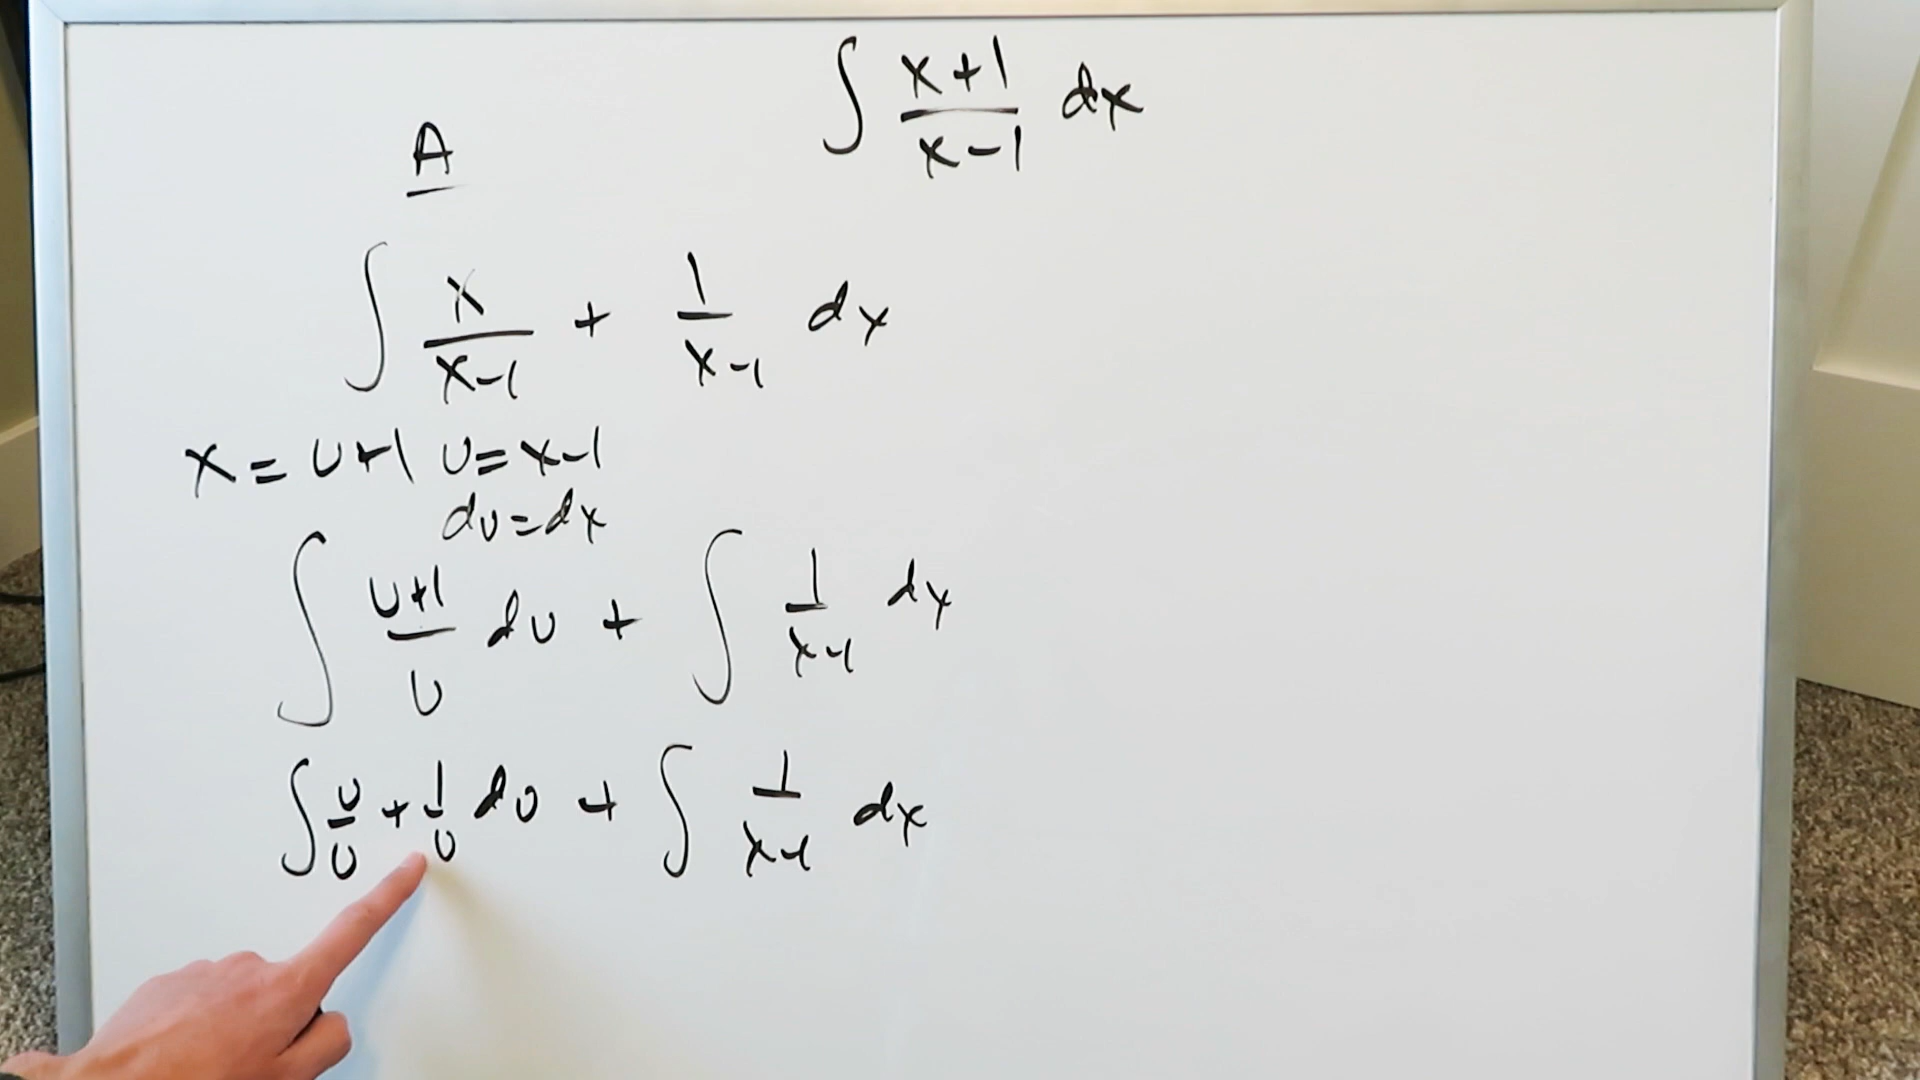 ∫ x+1/x-1 dx
A
∫ x/x-1 + 1/x-1 dx
x = u+1 u = x-1
du = dx
∫ u+1/u du + ∫ 1/x-1 dx
∫ u/u + 1/u du + ∫ 1/x-1 dx